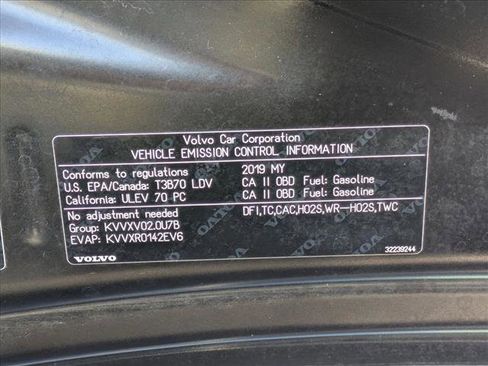 Volvo Car Corporation
VEHICLE EMISSION CONTROL INFORMATION
Conforms to regulations 2019 MY
U.S. EPA/Canada: T3B70 LDV CA II OBD Fuel: Gasoline
California: ULEV 70 PC CA II OBD Fuel: Gasoline
No adjustment needed DFI,TC,CAC,HO2S,WR-HO2S,TWC
Group: KVVXV02.0U7B
EVAP: KVVXR0142EV6
VOLVO 32239244